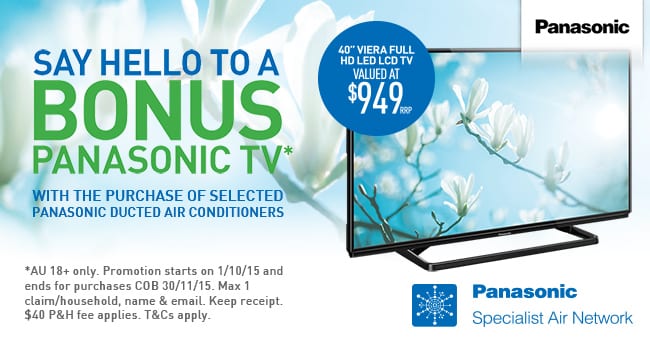 SAY HELLO TO A
BONUS
PANASONIC TV*
WITH THE PURCHASE OF SELECTED
PANASONIC DUCTED AIR CONDITIONERS
40” VIERA FULL
HD LED LCD TV
VALUED AT
$949 RRP
Panasonic
Panasonic
*AU 18+ only. Promotion starts on 1/10/15 and
ends for purchases COB 30/11/15. Max 1
claim/household, name & email. Keep receipt.
$40 P&H fee applies. T&Cs apply.
Panasonic
Specialist Air Network